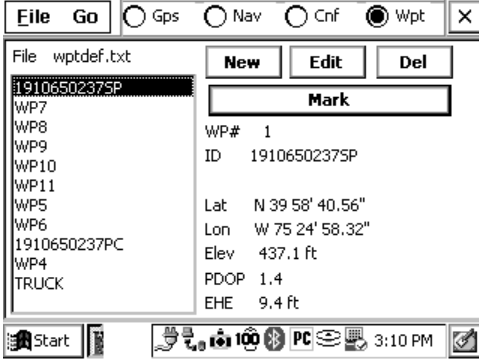 File Go Gps Nav Cnf Wpt
File wptdef.txt
New Edit Del
Mark
1910650237SP
WP7
WP8
WP9
WP10
WP11
WP5
WP6
1910650237PC
WP4
TRUCK
WP# 1
ID 1910650237SP
Lat N 39 58' 40.56"
Lon W 75 24' 58.32"
Elev 437.1 ft
PDOP 1.4
EHE 9.4 ft
Start 100 PC 3:10 PM